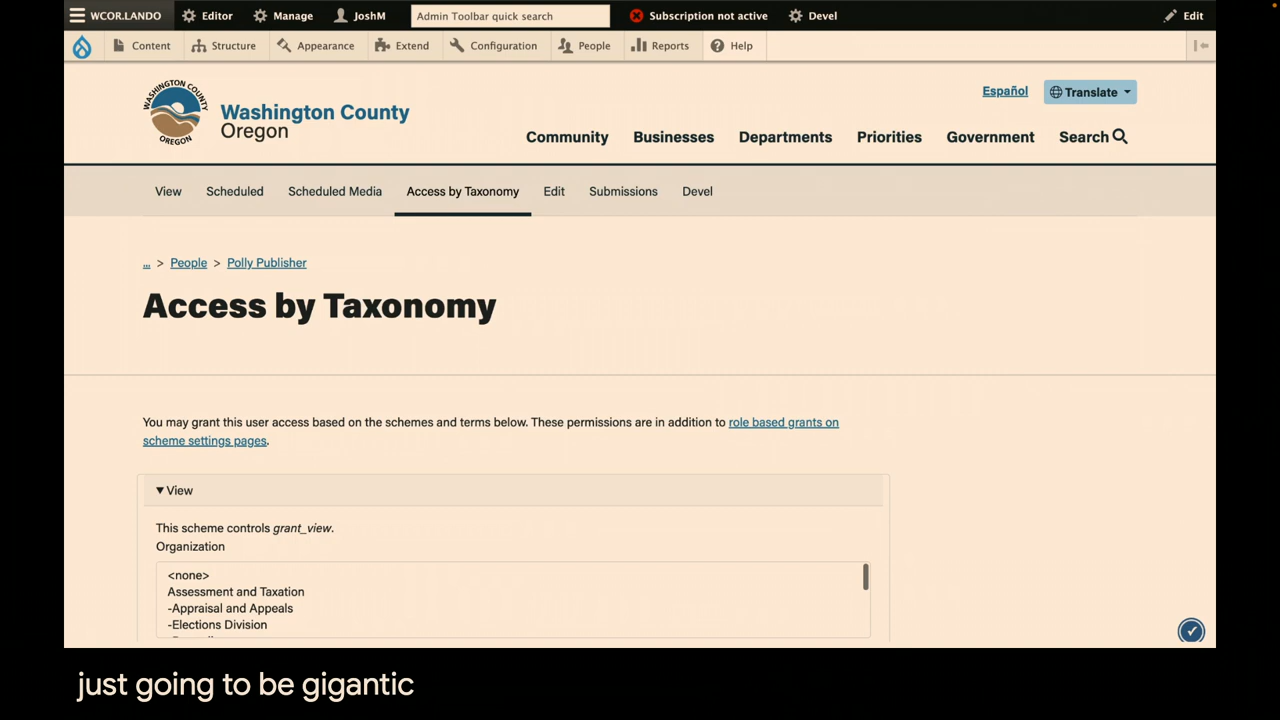 WCOR.LANDO Editor Manage JoshM Admin Toolbar quick search Subscription not active Devel Edit
Content Structure Appearance Extend Configuration People Reports Help
WASHINGTON COUNTY
OREGON
Washington County
Oregon
Español Translate
Community Businesses Departments Priorities Government Search
View Scheduled Scheduled Media Access by Taxonomy Edit Submissions Devel
... > People > Polly Publisher
Access by Taxonomy
You may grant this user access based on the schemes and terms below. These permissions are in addition to role based grants on
scheme settings pages.
▼View
This scheme controls grant_view.
Organization
<none>
Assessment and Taxation
-Appraisal and Appeals
-Elections Division
just going to be gigantic